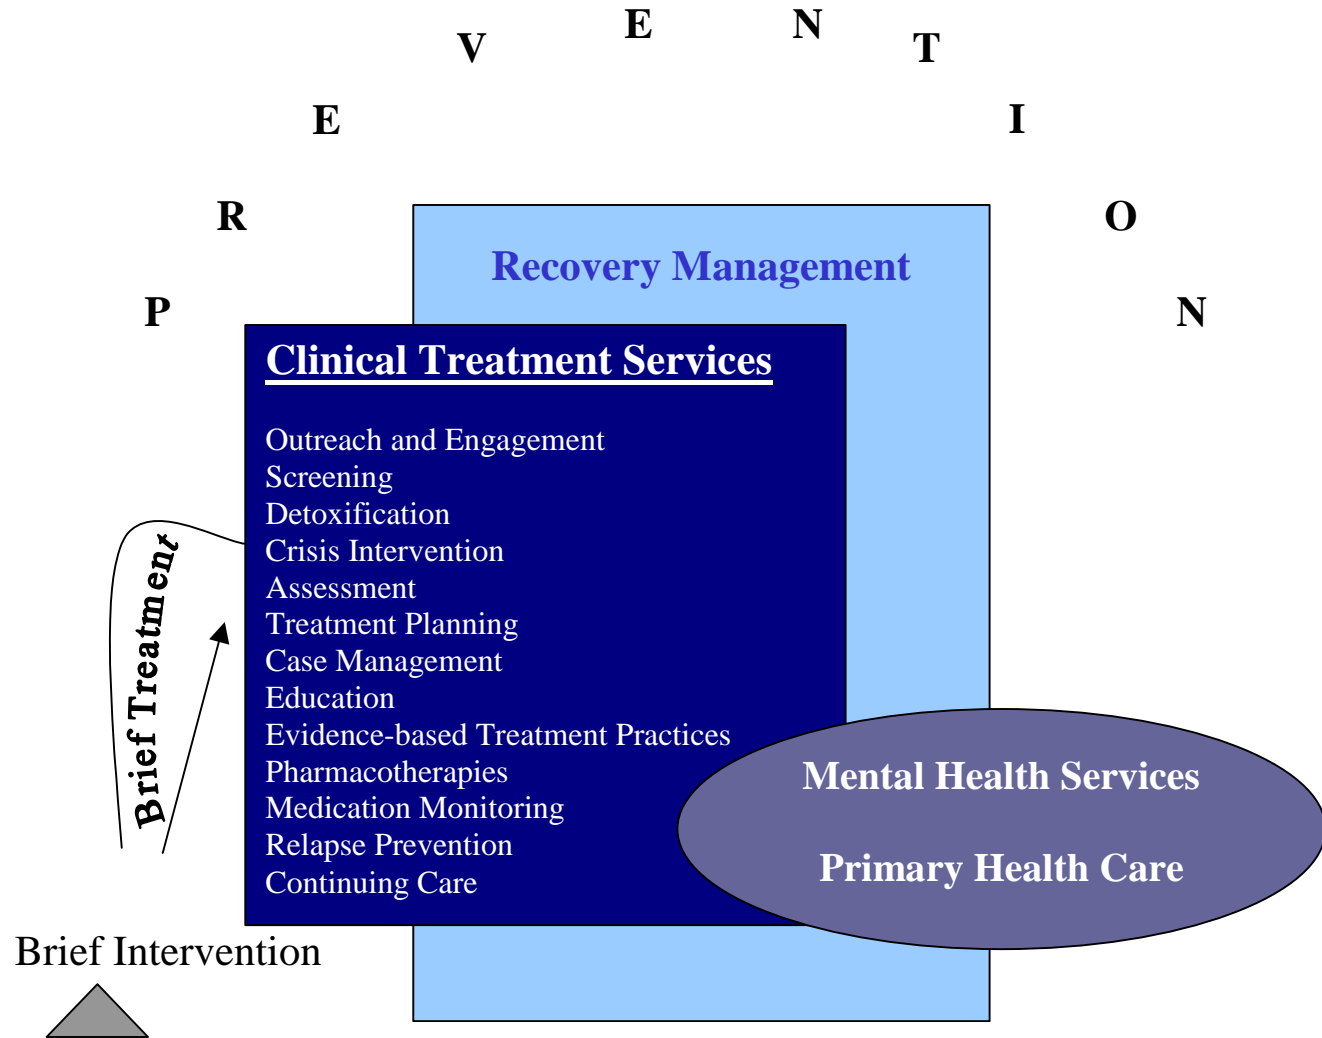 PREVENTION
Recovery Management
Clinical Treatment Services
Outreach and Engagement
Screening
Detoxification
Crisis Intervention
Assessment
Treatment Planning
Case Management
Education
Evidence-based Treatment Practices
Pharmacotherapies
Medication Monitoring
Relapse Prevention
Continuing Care
Brief Treatment
Mental Health Services
Primary Health Care
Brief Intervention